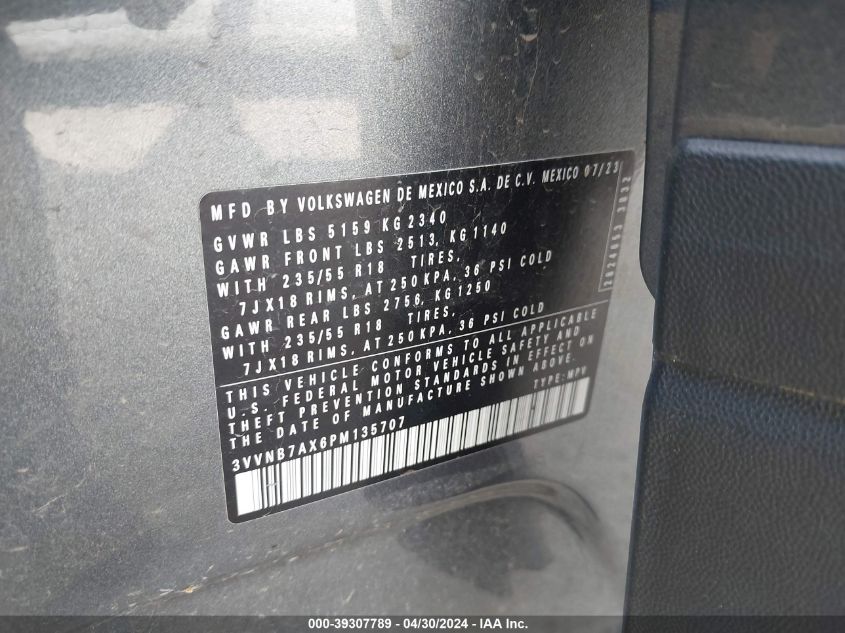 MFD BY VOLKSWAGEN DE MEXICO S.A. DE C.V. MEXICO 07/23
GVWR LBS 5159 KG 2340
GAWR FRONT LBS 2513, KG 1140
WITH 235/55 R18 TIRES,
7JX18 RIMS, AT 250 KPA, 36 PSI COLD
GAWR REAR LBS 2756, KG 1250
WITH 235/55 R18 TIRES,
7JX18 RIMS, AT 250 KPA, 36 PSI COLD
THIS VEHICLE CONFORMS TO ALL APPLICABLE
U.S. FEDERAL MOTOR VEHICLE SAFETY AND
THEFT PREVENTION STANDARDS IN EFFECT ON
THE DATE OF MANUFACTURE SHOWN ABOVE.
TYPE: MPV
3VVNB7AX6PM135707
000-39307789 - 04/30/2024 - IAA Inc.